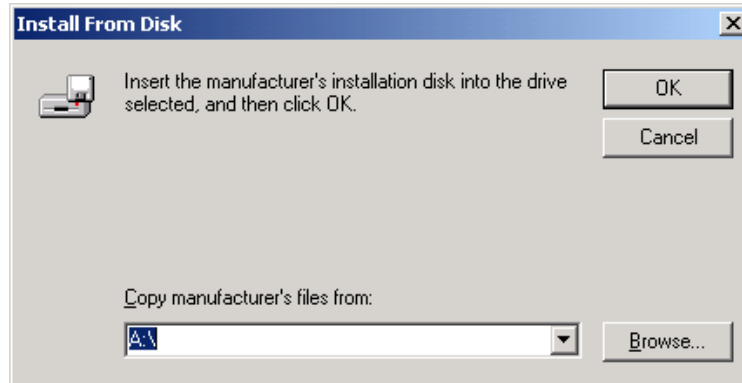 Install From Disk
Insert the manufacturer's installation disk into the drive
selected, and then click OK.
OK
Cancel
Copy manufacturer's files from:
A:\
Browse...